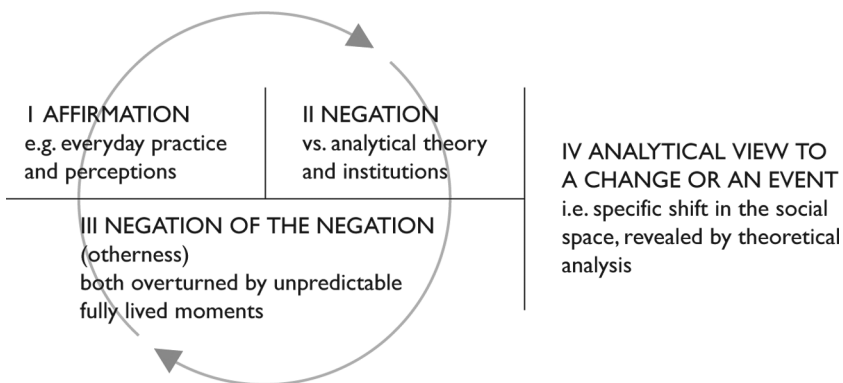 I AFFIRMATION
e.g. everyday practice
and perceptions
II NEGATION
vs. analytical theory
and institutions
III NEGATION OF THE NEGATION
(otherness)
both overturned by unpredictable
fully lived moments
IV ANALYTICAL VIEW TO
A CHANGE OR AN EVENT
i.e. specific shift in the social
space, revealed by theoretical
analysis